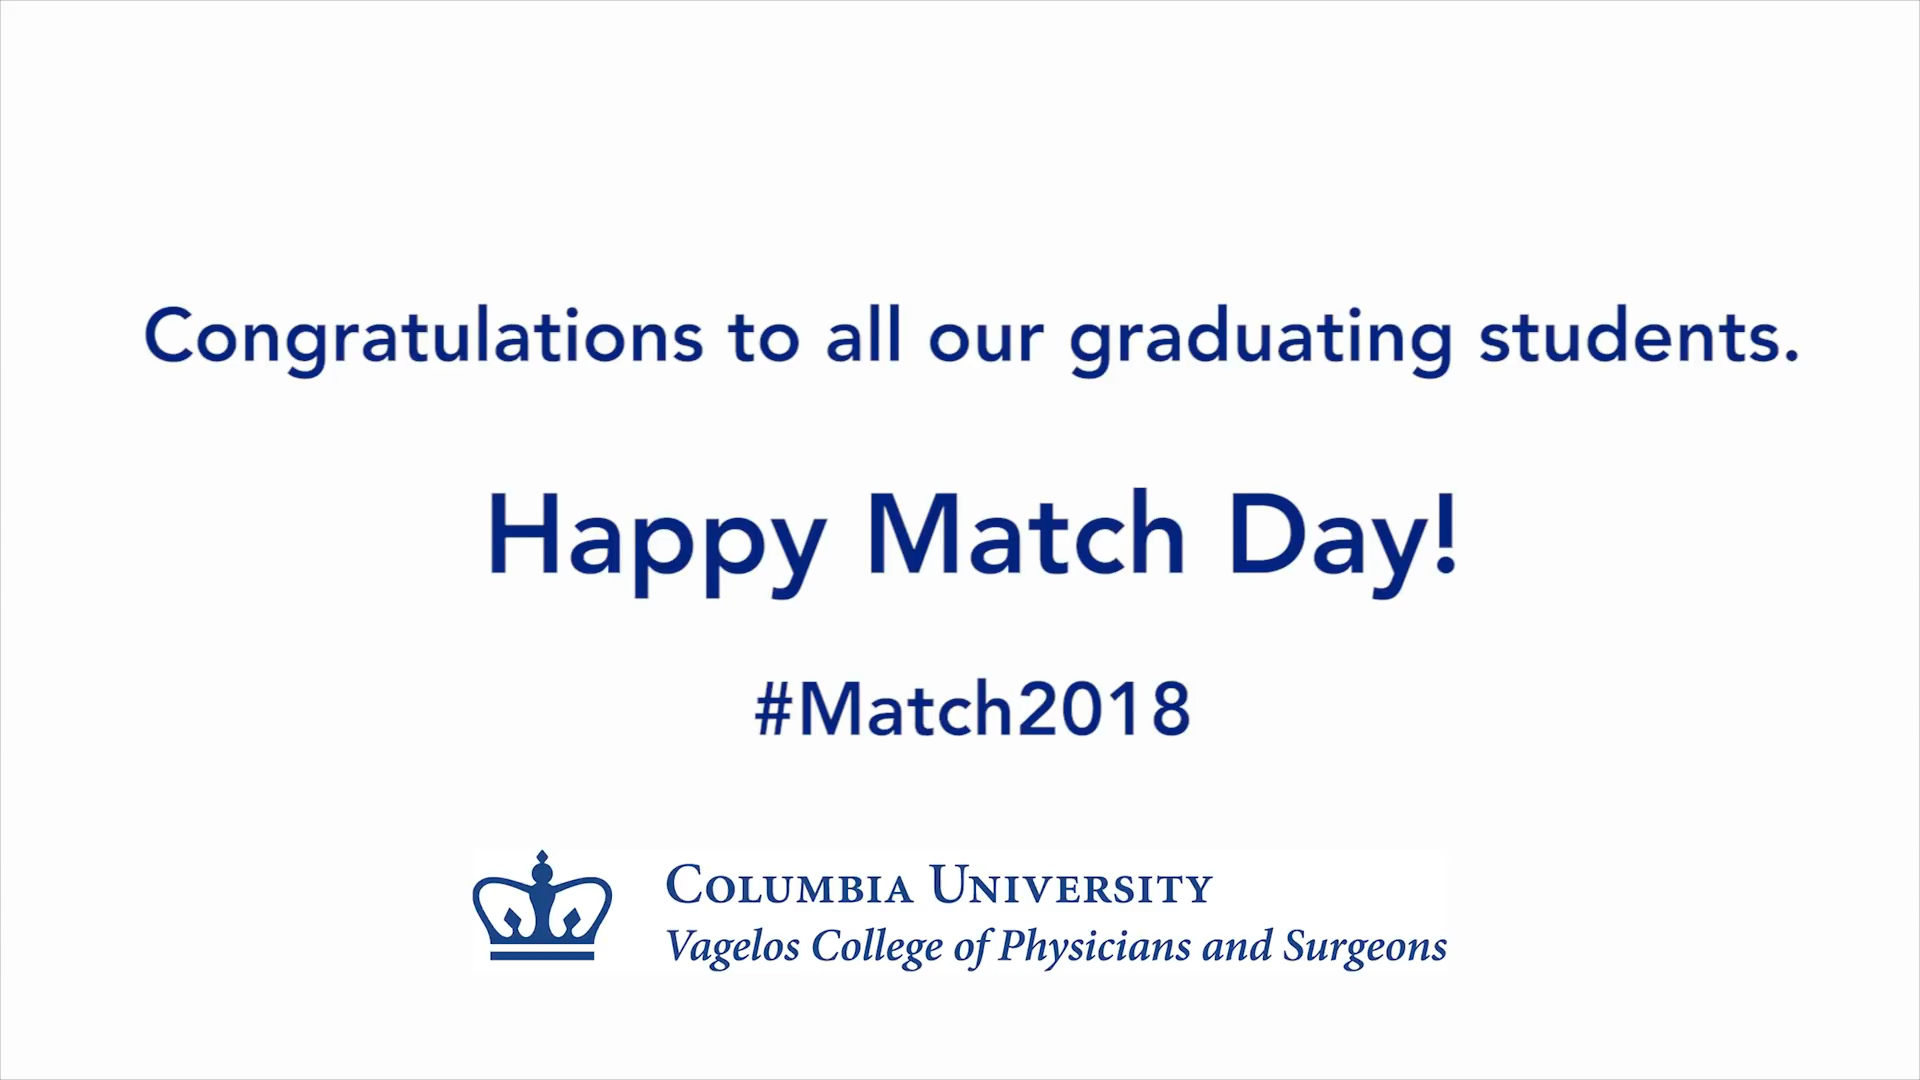 Congratulations to all our graduating students.
Happy Match Day!
#Match2018
Columbia University
Vagelos College of Physicians and Surgeons